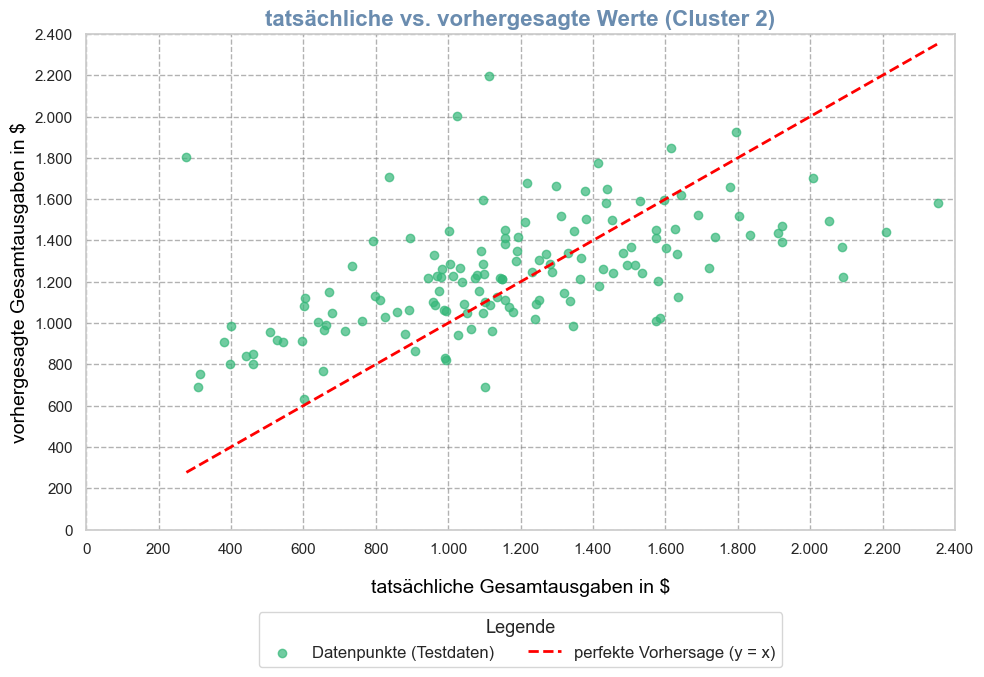 tatsächliche vs. vorhergesagte Werte (Cluster 2)
vorhergesagte Gesamtausgaben in $
2.400
2.200
2.000
1.800
1.600
1.400
1.200
1.000
800
600
400
200
0
0 200 400 600 800 1.000 1.200 1.400 1.600 1.800 2.000 2.200 2.400
tatsächliche Gesamtausgaben in $
Legende
Datenpunkte (Testdaten) perfekte Vorhersage (y = x)